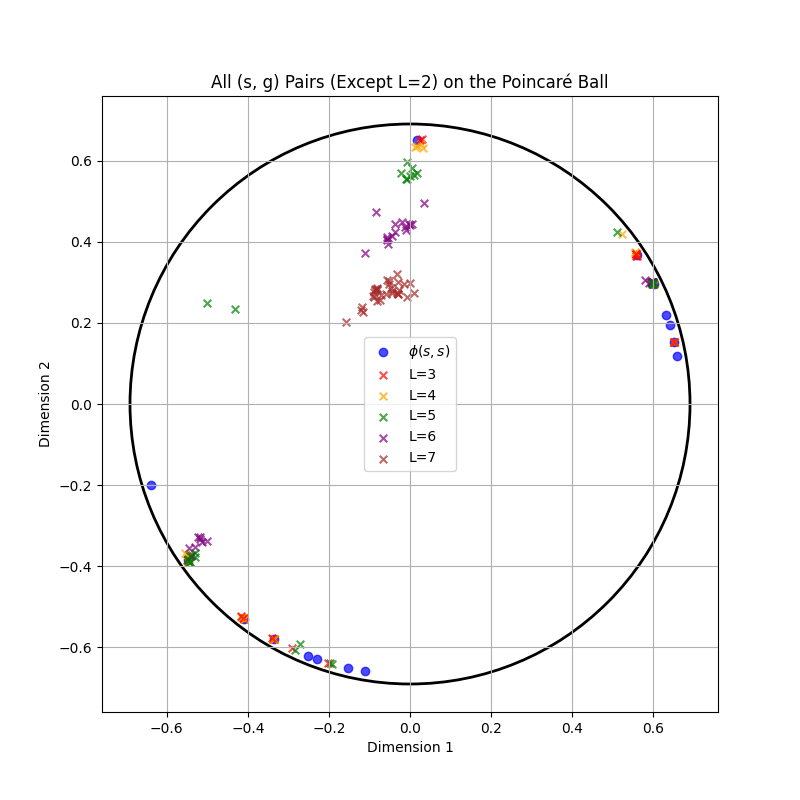 All (s, g) Pairs (Except L=2) on the Poincaré Ball
Dimension 2
0.6
0.4
0.2
0.0
−0.2
−0.4
−0.6
ϕ(s, s)
L=3
L=4
L=5
L=6
L=7
−0.6 −0.4 −0.2 0.0 0.2 0.4 0.6
Dimension 1